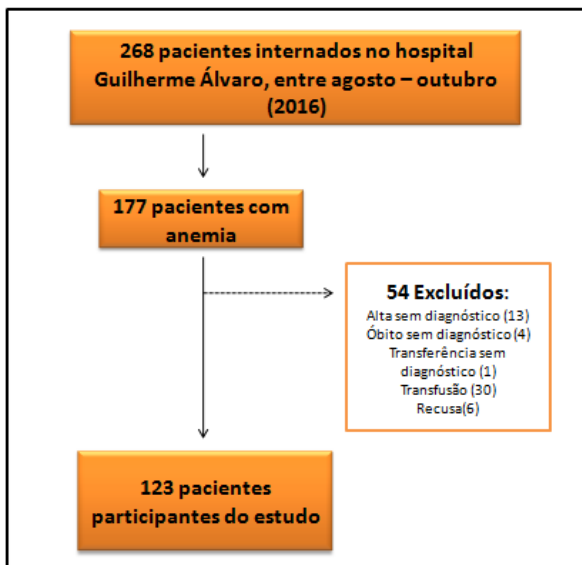 268 pacientes internados no hospital
Guilherme Álvaro, entre agosto – outubro
(2016)
177 pacientes com
anemia
54 Excluídos:
Alta sem diagnóstico (13)
Óbito sem diagnóstico (4)
Transferência sem
diagnóstico (1)
Transfusão (30)
Recusa(6)
123 pacientes
participantes do estudo